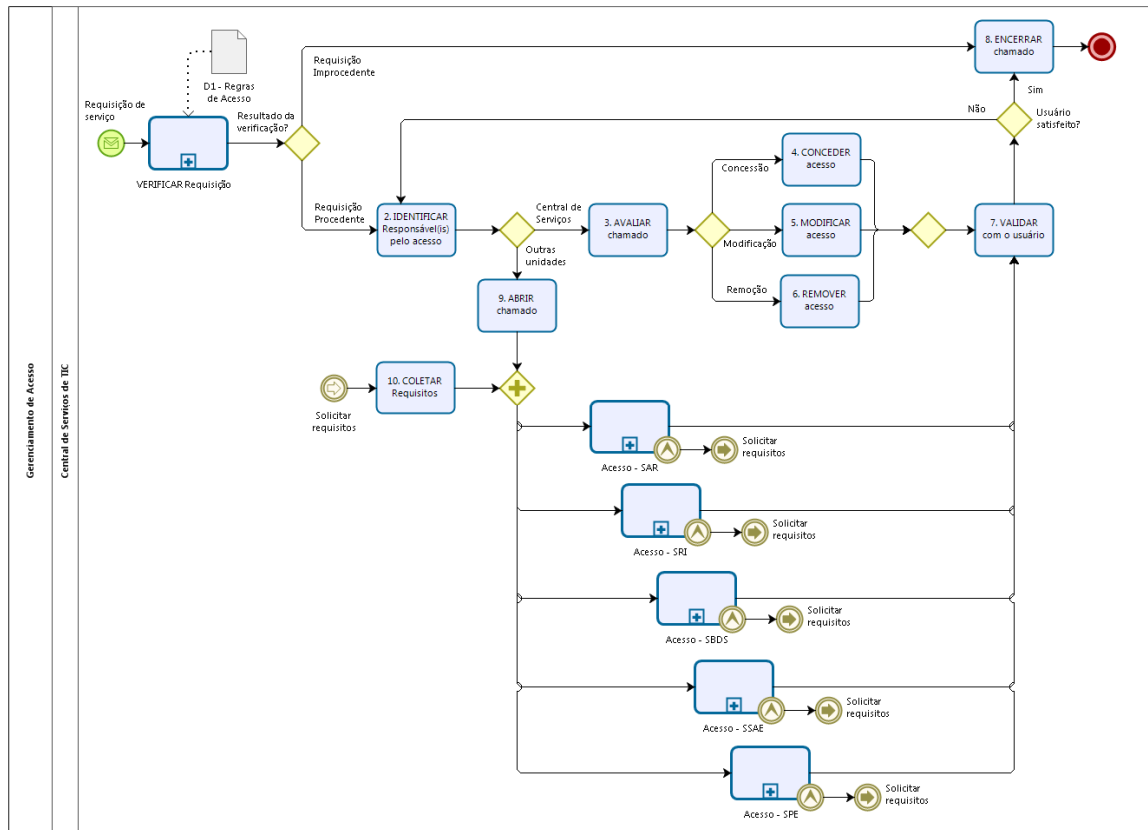 Gerenciamento de Acesso
Central de Serviços de TIC
Requisição de
serviço
D1 - Regras
de Acesso
VERIFICAR Requisição
Resultado da
verificação?
Requisição
Improcedente
Requisição
Procedente
2. IDENTIFICAR
Responsável(is)
pelo acesso
Central de
Serviços
Outras
unidades
3. AVALIAR
chamado
Concessão
Modificação
Remoção
4. CONCEDER
acesso
5. MODIFICAR
acesso
6. REMOVER
acesso
7. VALIDAR
com o usuário
Usuário
satisfeito?
Não
Sim
8. ENCERRAR
chamado
9. ABRIR
chamado
Solicitar
requisitos
10. COLETAR
Requisitos
Acesso - SAR
Solicitar
requisitos
Acesso - SRI
Solicitar
requisitos
Acesso - SBDS
Solicitar
requisitos
Acesso - SSAE
Solicitar
requisitos
Acesso - SPE
Solicitar
requisitos